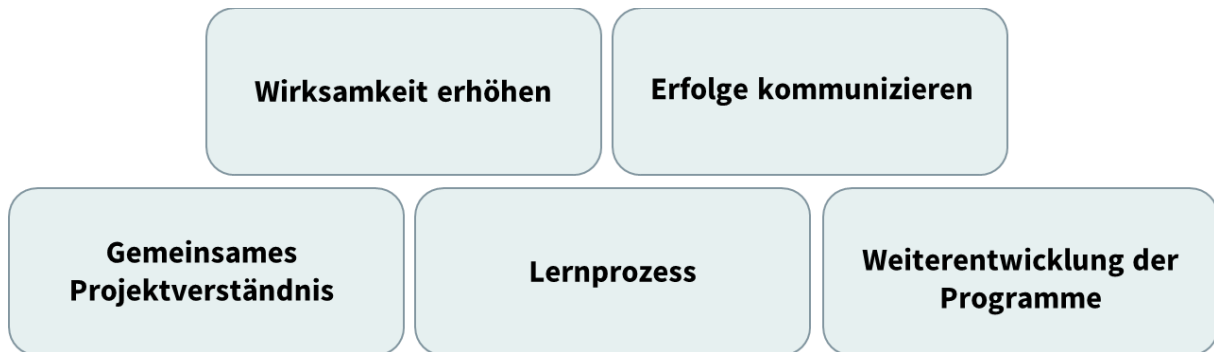 Wirksamkeit erhöhen
Erfolge kommunizieren
Gemeinsames
Projektverständnis
Lernprozess
Weiterentwicklung der
Programme